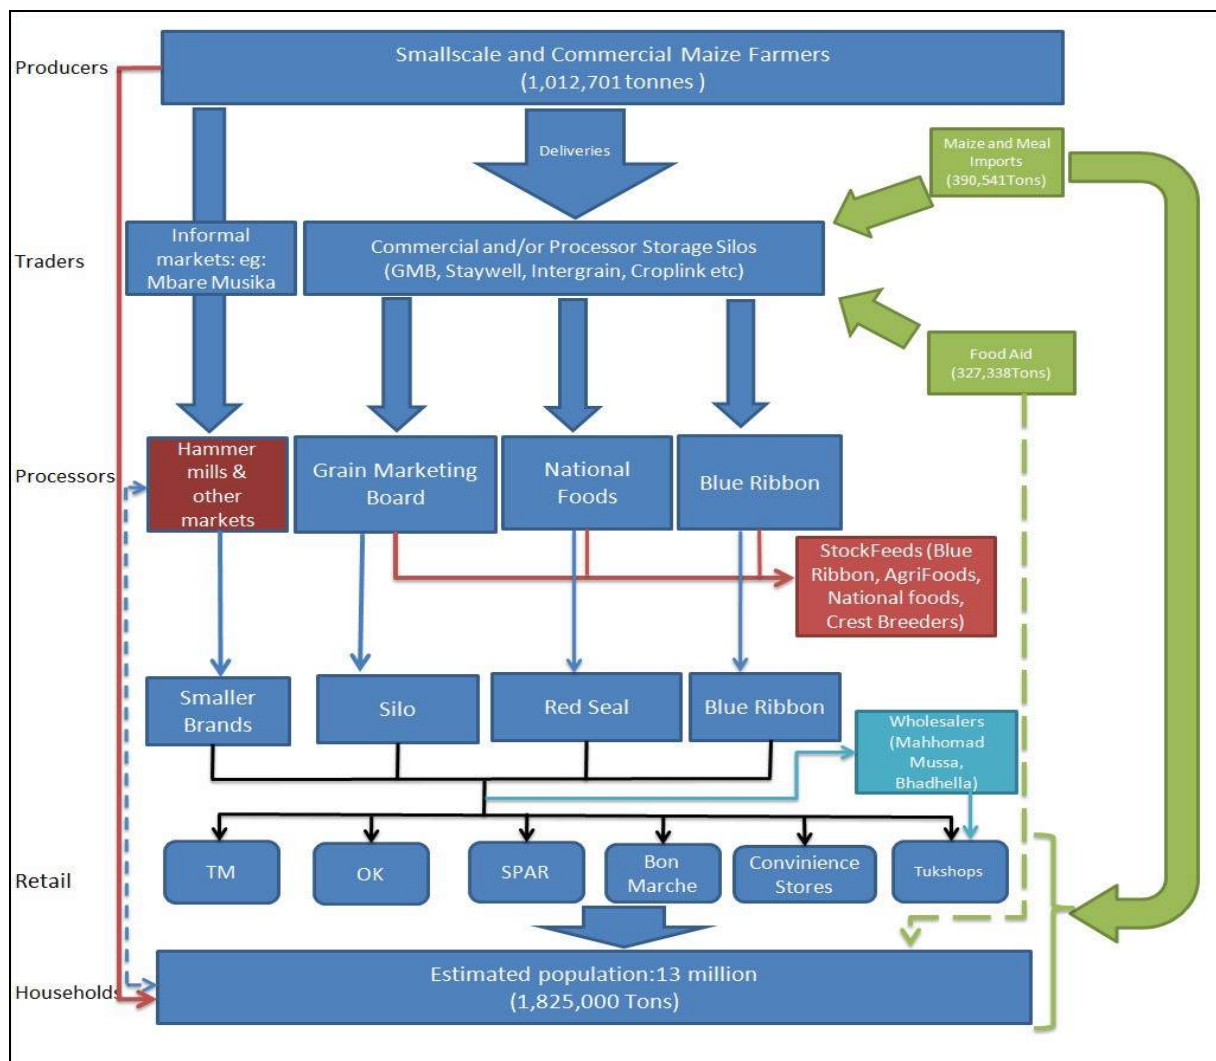 Producers
Smallscale and Commercial Maize Farmers
(1,012,701 tonnes )
Deliveries
Maize and Meal
Imports
(390,541Tons)
Traders
Informal
markets: eg:
Mbare Musika
Commercial and/or Processor Storage Silos
(GMB, Staywell, Intergrain, Croplink etc)
Food Aid
(327,338Tons)
Processors
Hammer
mills &
other
markets
Grain Marketing
Board
National
Foods
Blue Ribbon
StockFeeds (Blue
Ribbon, AgriFoods,
National foods,
Crest Breeders)
Smaller
Brands
Silo
Red Seal
Blue Ribbon
Wholesalers
(Mahhomad
Mussa,
Bhadhella)
Retail
TM
OK
SPAR
Bon
Marche
Convinience
Stores
Tukshops
Households
Estimated population:13 million
(1,825,000 Tons)